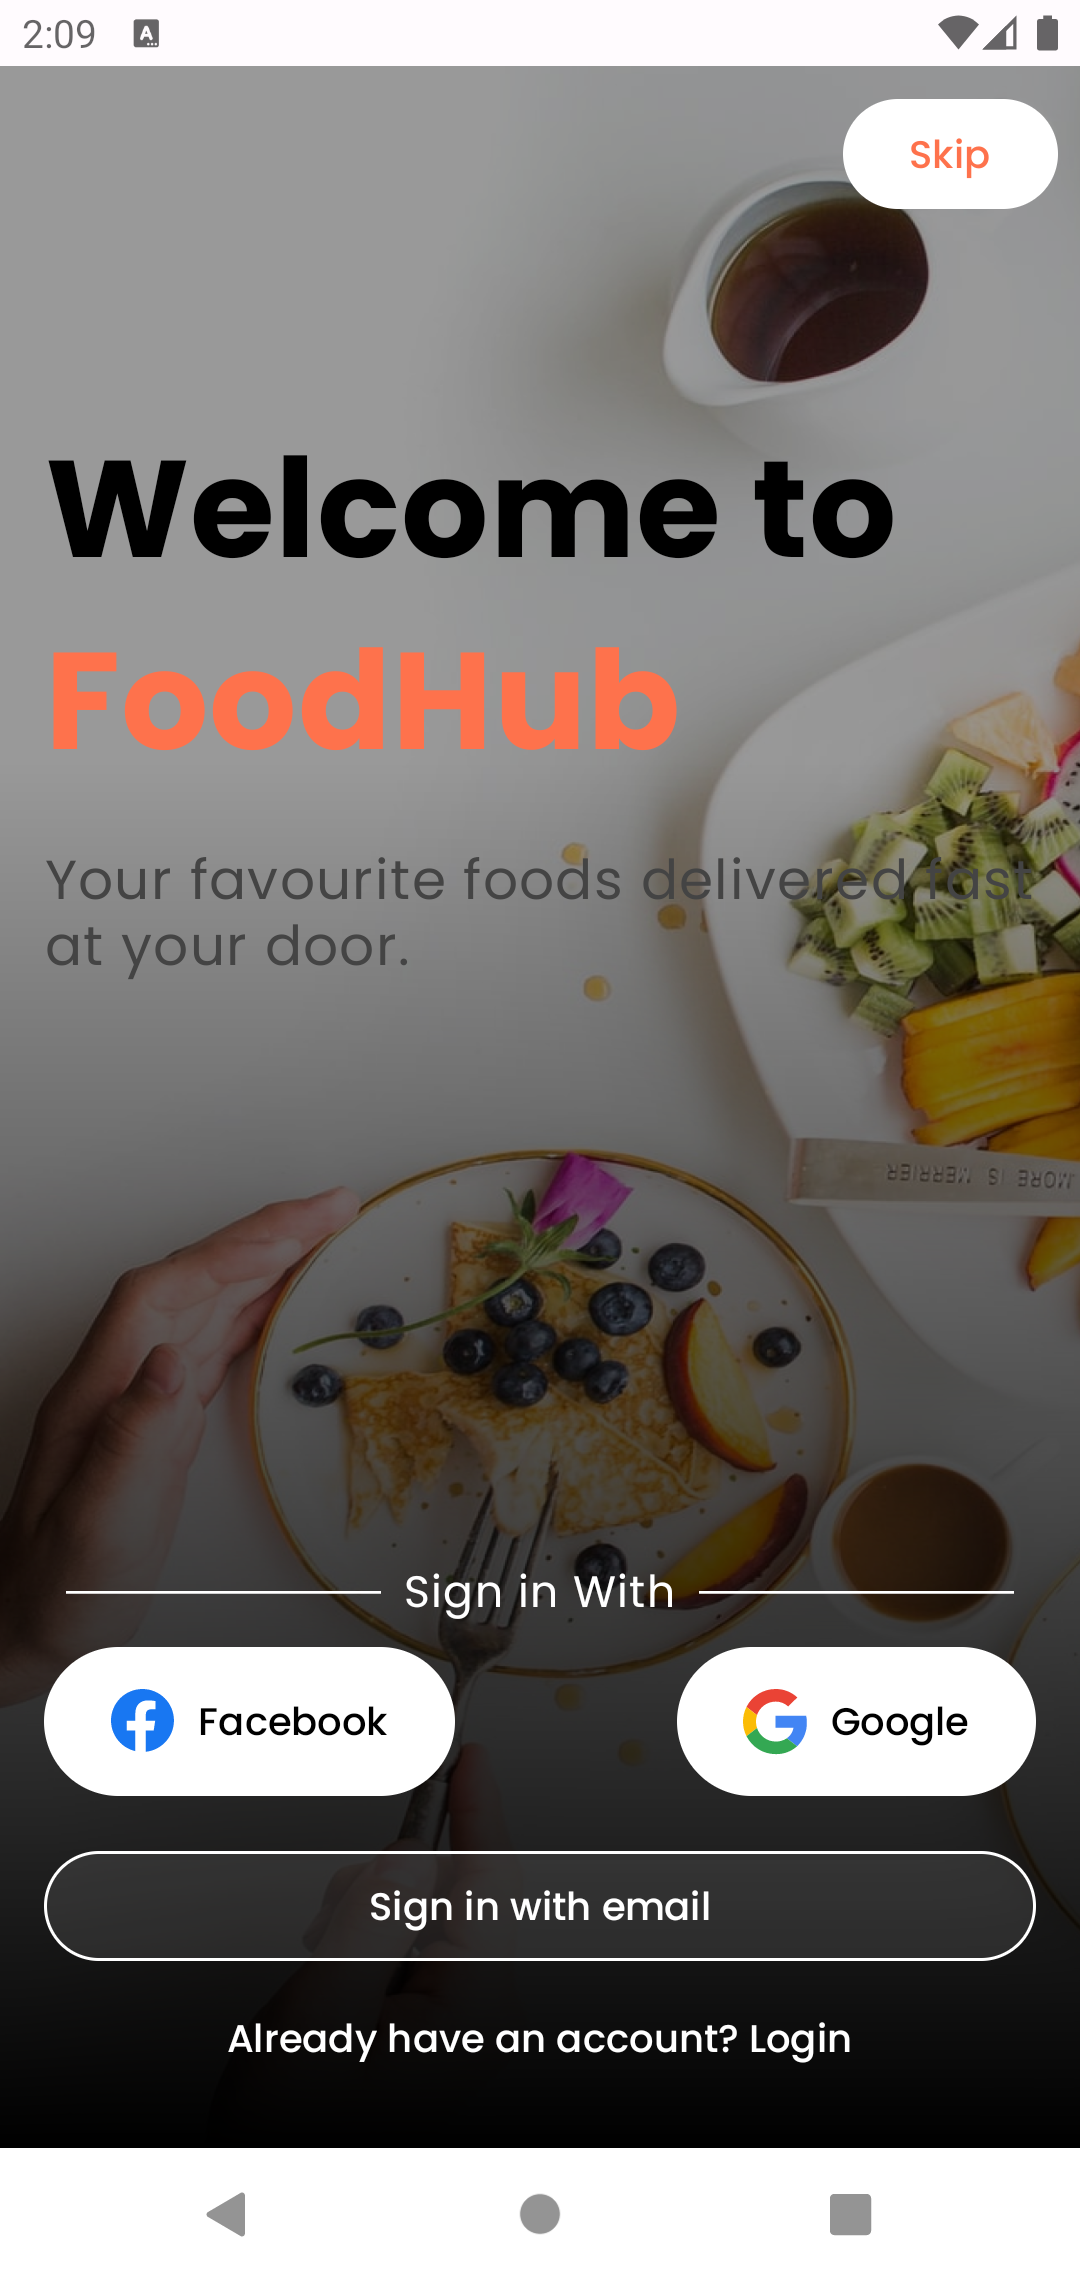 2:09
A
Skip
Welcome to
FoodHub
Your favourite foods delivered fast
at your door.
MORE IS MERRIER
Sign in With
Facebook
Google
Sign in with email
Already have an account? Login